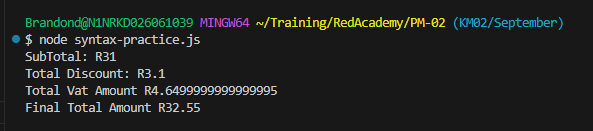 Brandond@N1NRKD026061039 MINGW64 ~/Training/RedAcademy/PM-02 (KM02/September)
$ node syntax-practice.js
SubTotal: R31
Total Discount: R3.1
Total Vat Amount R4.6499999999999995
Final Total Amount R32.55